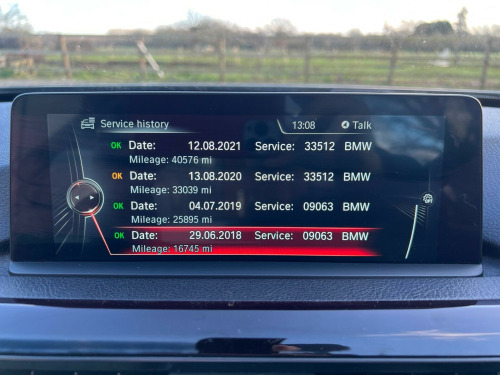 Service history 13:08 Talk
OK Date: 12.08.2021 Service: 33512 BMW
Mileage: 40576 mi
OK Date: 13.08.2020 Service: 33512 BMW
Mileage: 33039 mi
OK Date: 04.07.2019 Service: 09063 BMW
Mileage: 25895 mi
OK Date: 29.06.2018 Service: 09063 BMW
Mileage: 16745 mi